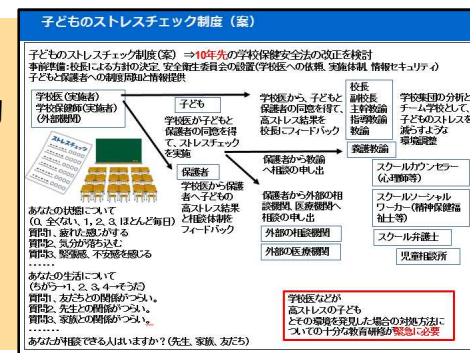 子どものストレスチェック制度（案）
子どものストレスチェック制度(案) ⇒10年先の学校保健安全法の改正を検討
事前準備：校長による方針の決定、安全衛生委員会の設置(学校医への依頼、実施体制、情報セキュリティ)
子どもと保護者への制度周知と情報提供
学校医（実施者）
学校保健師(実施者)
(外部機関)
ストレスチェック
子ども
学校医が子どもと
保護者の同意を得
て、ストレスチェック
を実施
保護者
学校医から保護
者へ子どもの
高ストレス結果
と相談体制を
フィードバック
学校医から、子どもと
保護者の同意を得て、
高ストレス結果を
校長にフィードバック
保護者から教諭
へ相談の申し出
保護者から外部の相
談機関、医療機関へ
相談の申し出
外部の相談機関
外部の医療機関
校長
副校長
主幹教諭
指導教諭
教諭
養護教諭
学校集団の分析と
チーム学校として、
子どものストレスを
減らすような
環境調整
スクールカウンセラー
(心理師等)
スクールソーシャル
ワーカー(精神保健福
祉士等)
スクール弁護士
児童相談所
あなたの状態について
(0、全くない、1、2、3、ほとんど毎日)
質問1、疲れた感じがする
質問2、気分が落ち込む
質問3、緊張感、不安感を感じる
……
あなたの生活について
(ちがう→1、2、3、4→そうだ)
質問1、友だちとの関係がつらい。
質問2、先生との関係がつらい。
質問3、家族との関係がつらい。
………
あなたが相談できる人はいますか？(先生、家族、友だち)
学校医などが
高ストレスの子ども
とその環境を発見した場合の対処方法に
ついての十分な教育研修が緊急に必要